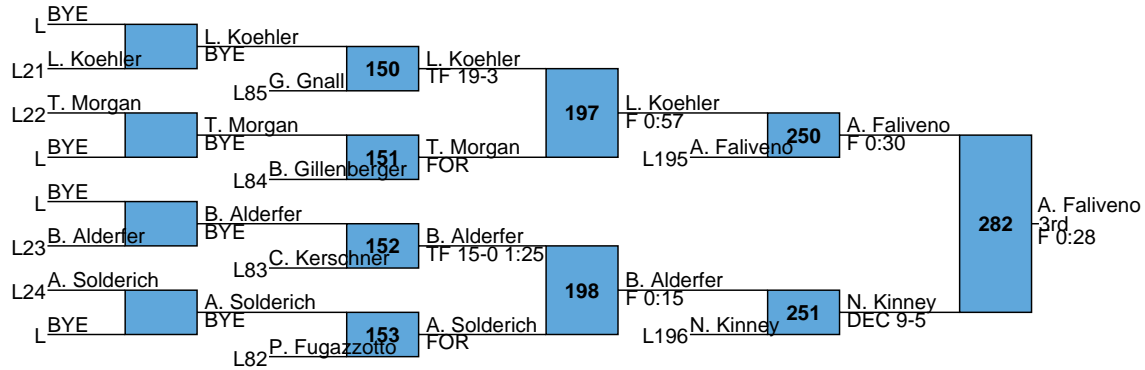 BYE
L
L. Koehler
L21
T. Morgan
L22
BYE
L
BYE
L
B. Alderfer
L23
A. Solderich
L24
BYE
L
L. Koehler
BYE
G. Gnall
L85
T. Morgan
BYE
B. Gillenberger
L84
B. Alderfer
BYE
C. Kerschner
L83
A. Solderich
BYE
P. Fugazzotto
L82
150
151
152
153
L. Koehler
TF 19-3
T. Morgan
FOR
B. Alderfer
TF 15-0 1:25
A. Solderich
FOR
197
198
L. Koehler
F 0:57
A. Faliveno
L195
B. Alderfer
F 0:15
N. Kinney
L196
250
251
A. Faliveno
F 0:30
N. Kinney
DEC 9-5
282
A. Faliveno
3rd
F 0:28